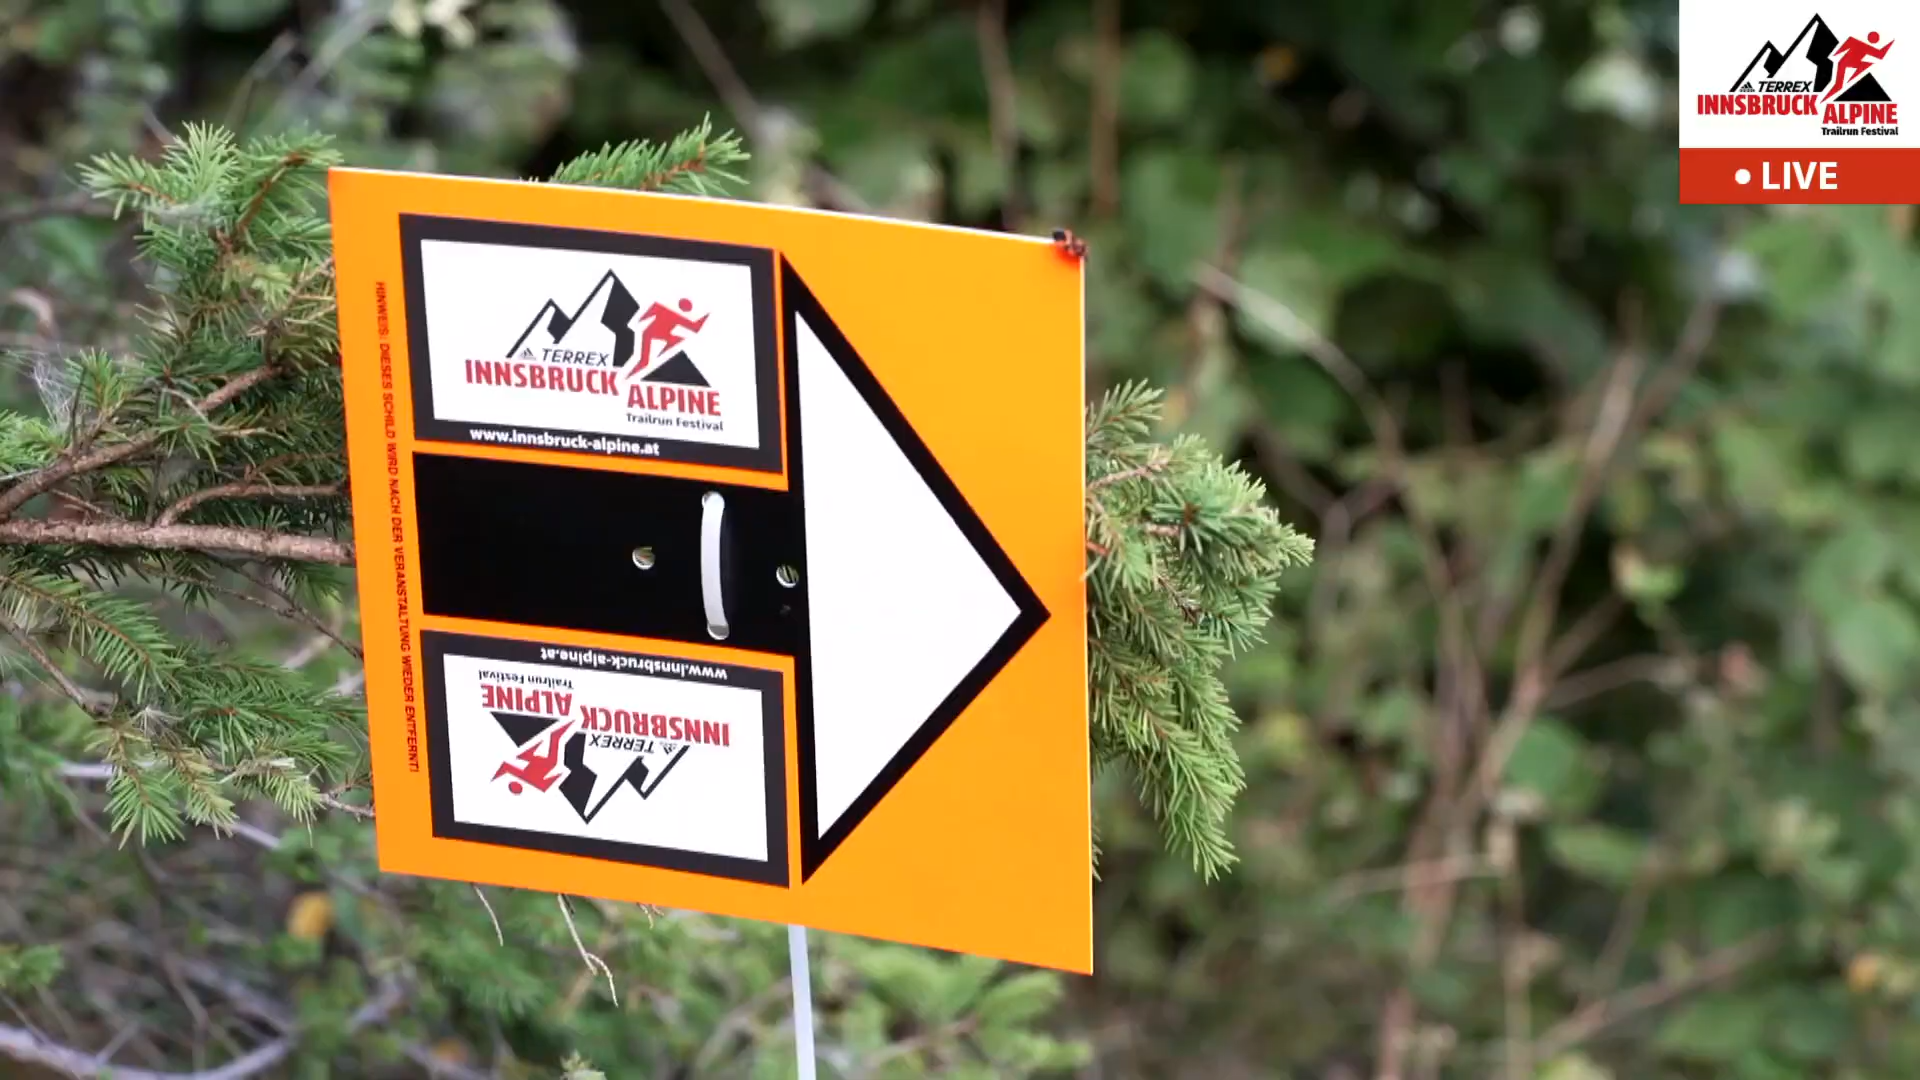 TERREX
INNSBRUCK ALPINE
Trailrun Festival
• LIVE
TERREX
INNSBRUCK ALPINE
Trailrun Festival
www.innsbruck-alpine.at
HINWEIS: DIESES SCHILD WIRD NACH DER VERANSTALTUNG WIEDER ENTFERNT!
www.innsbruck-alpine.at
Trailrun Festival
INNSBRUCK ALPINE
TERREX